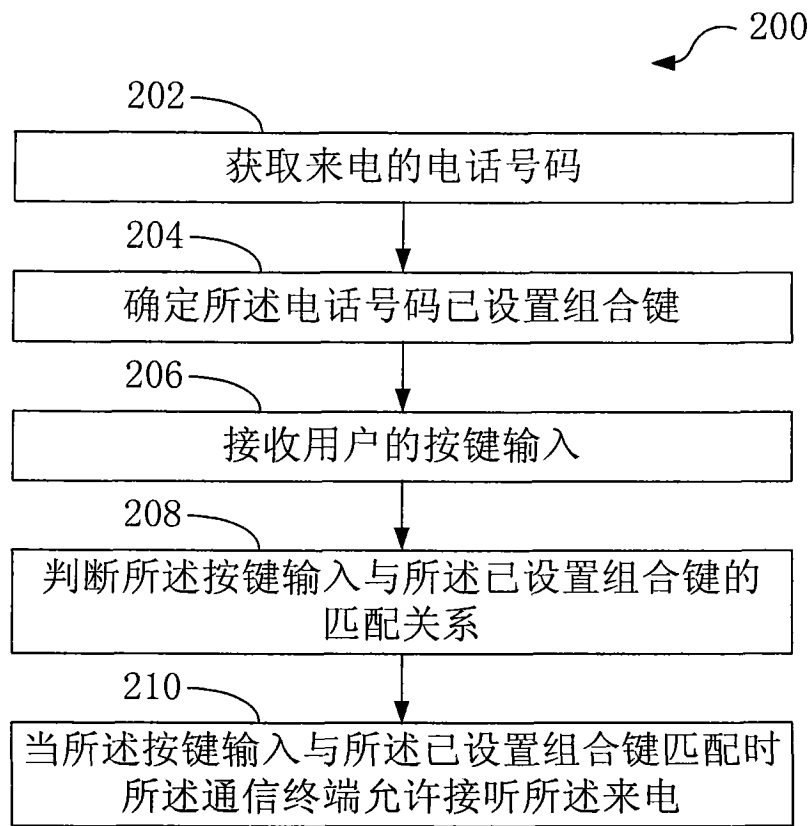 200
202
获取来电的电话号码
204
确定所述电话号码已设置组合键
206
接收用户的按键输入
208
判断所述按键输入与所述已设置组合键的
匹配关系
210
当所述按键输入与所述已设置组合键匹配时
所述通信终端允许接听所述来电